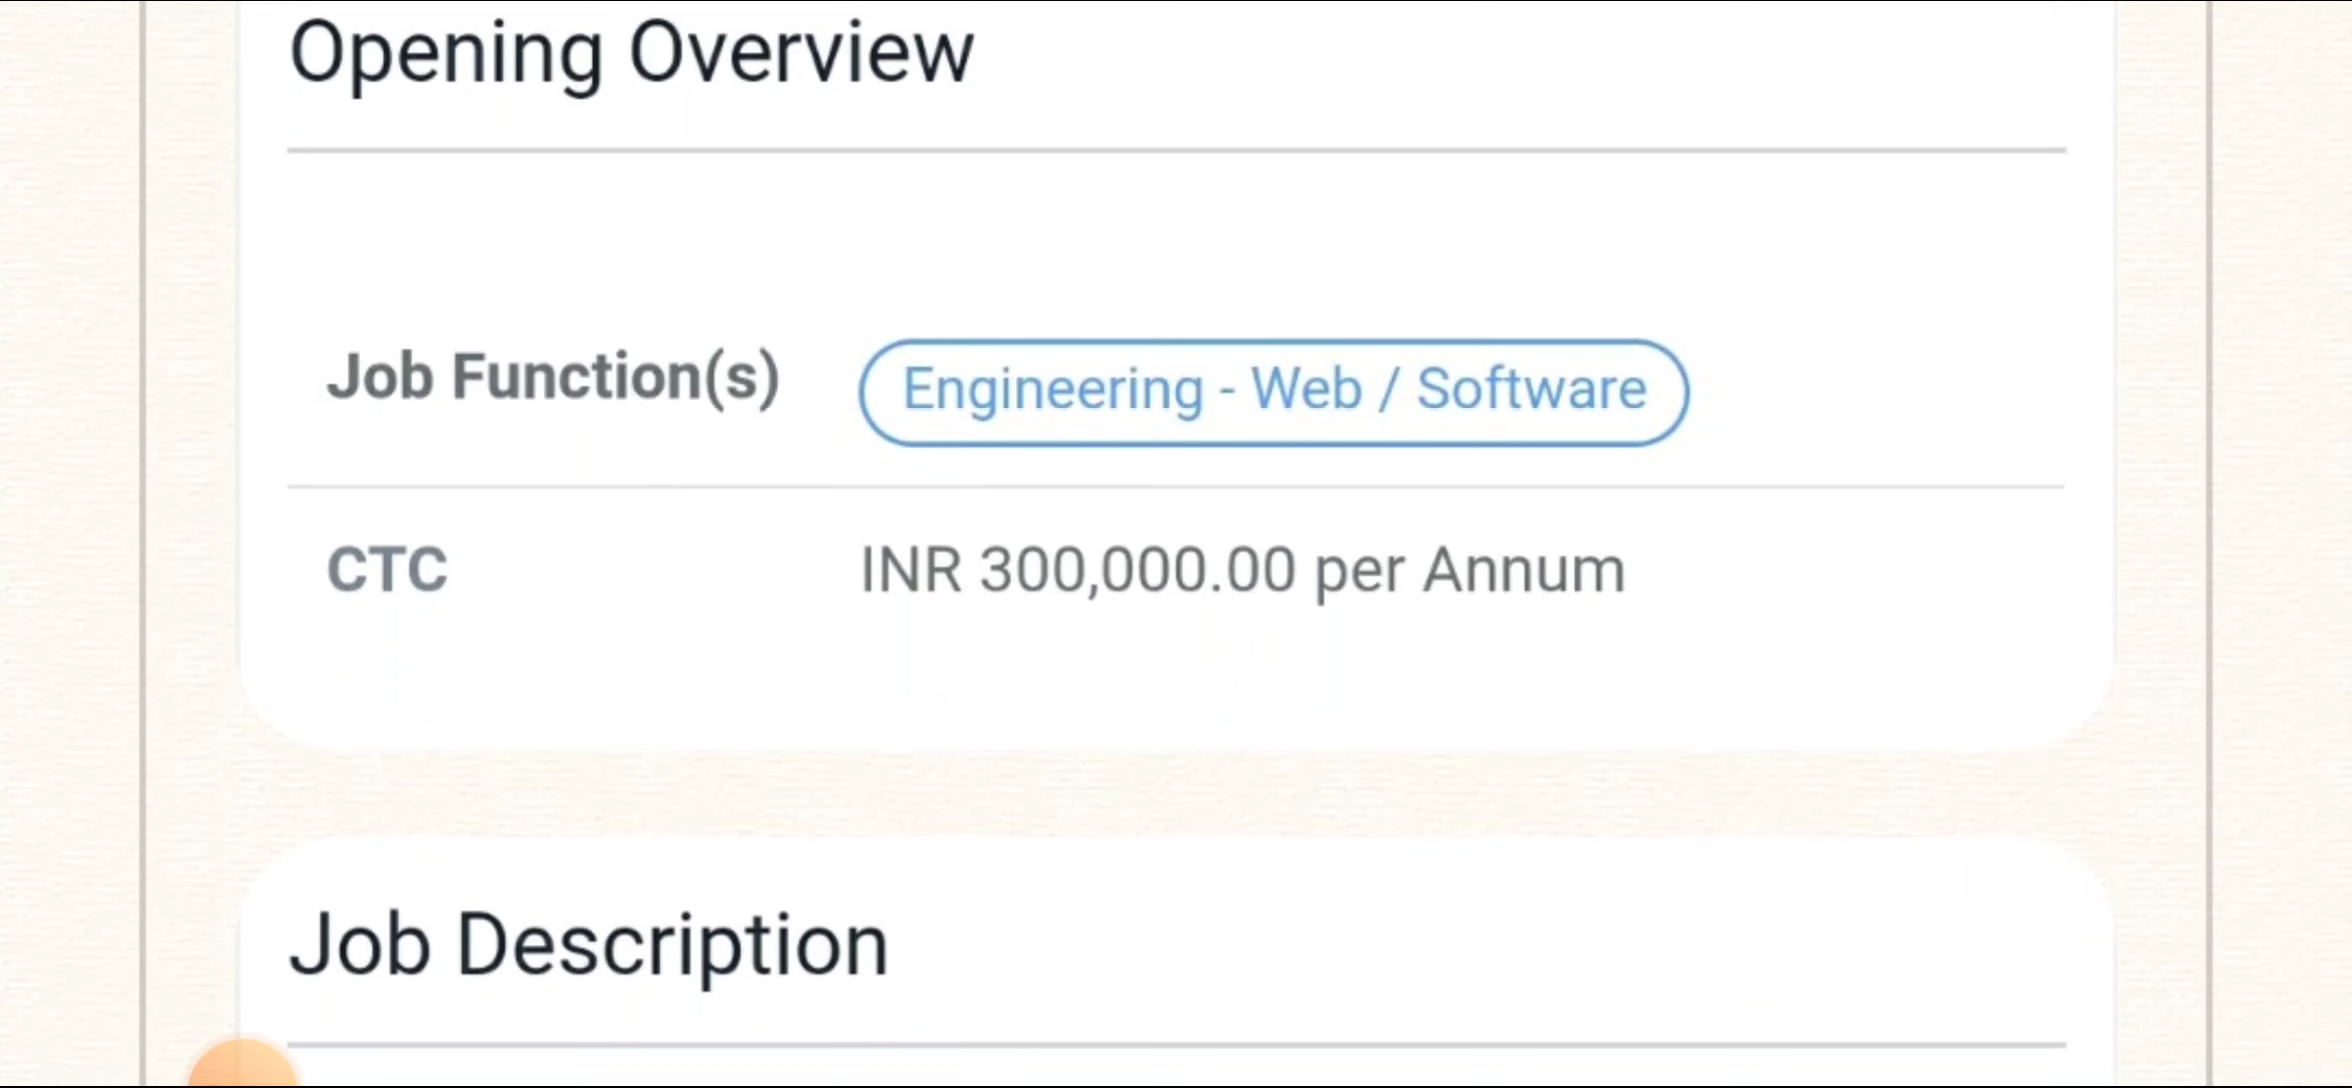 Opening Overview
Job Function(s) Engineering - Web / Software
CTC INR 300,000.00 per Annum
Job Description